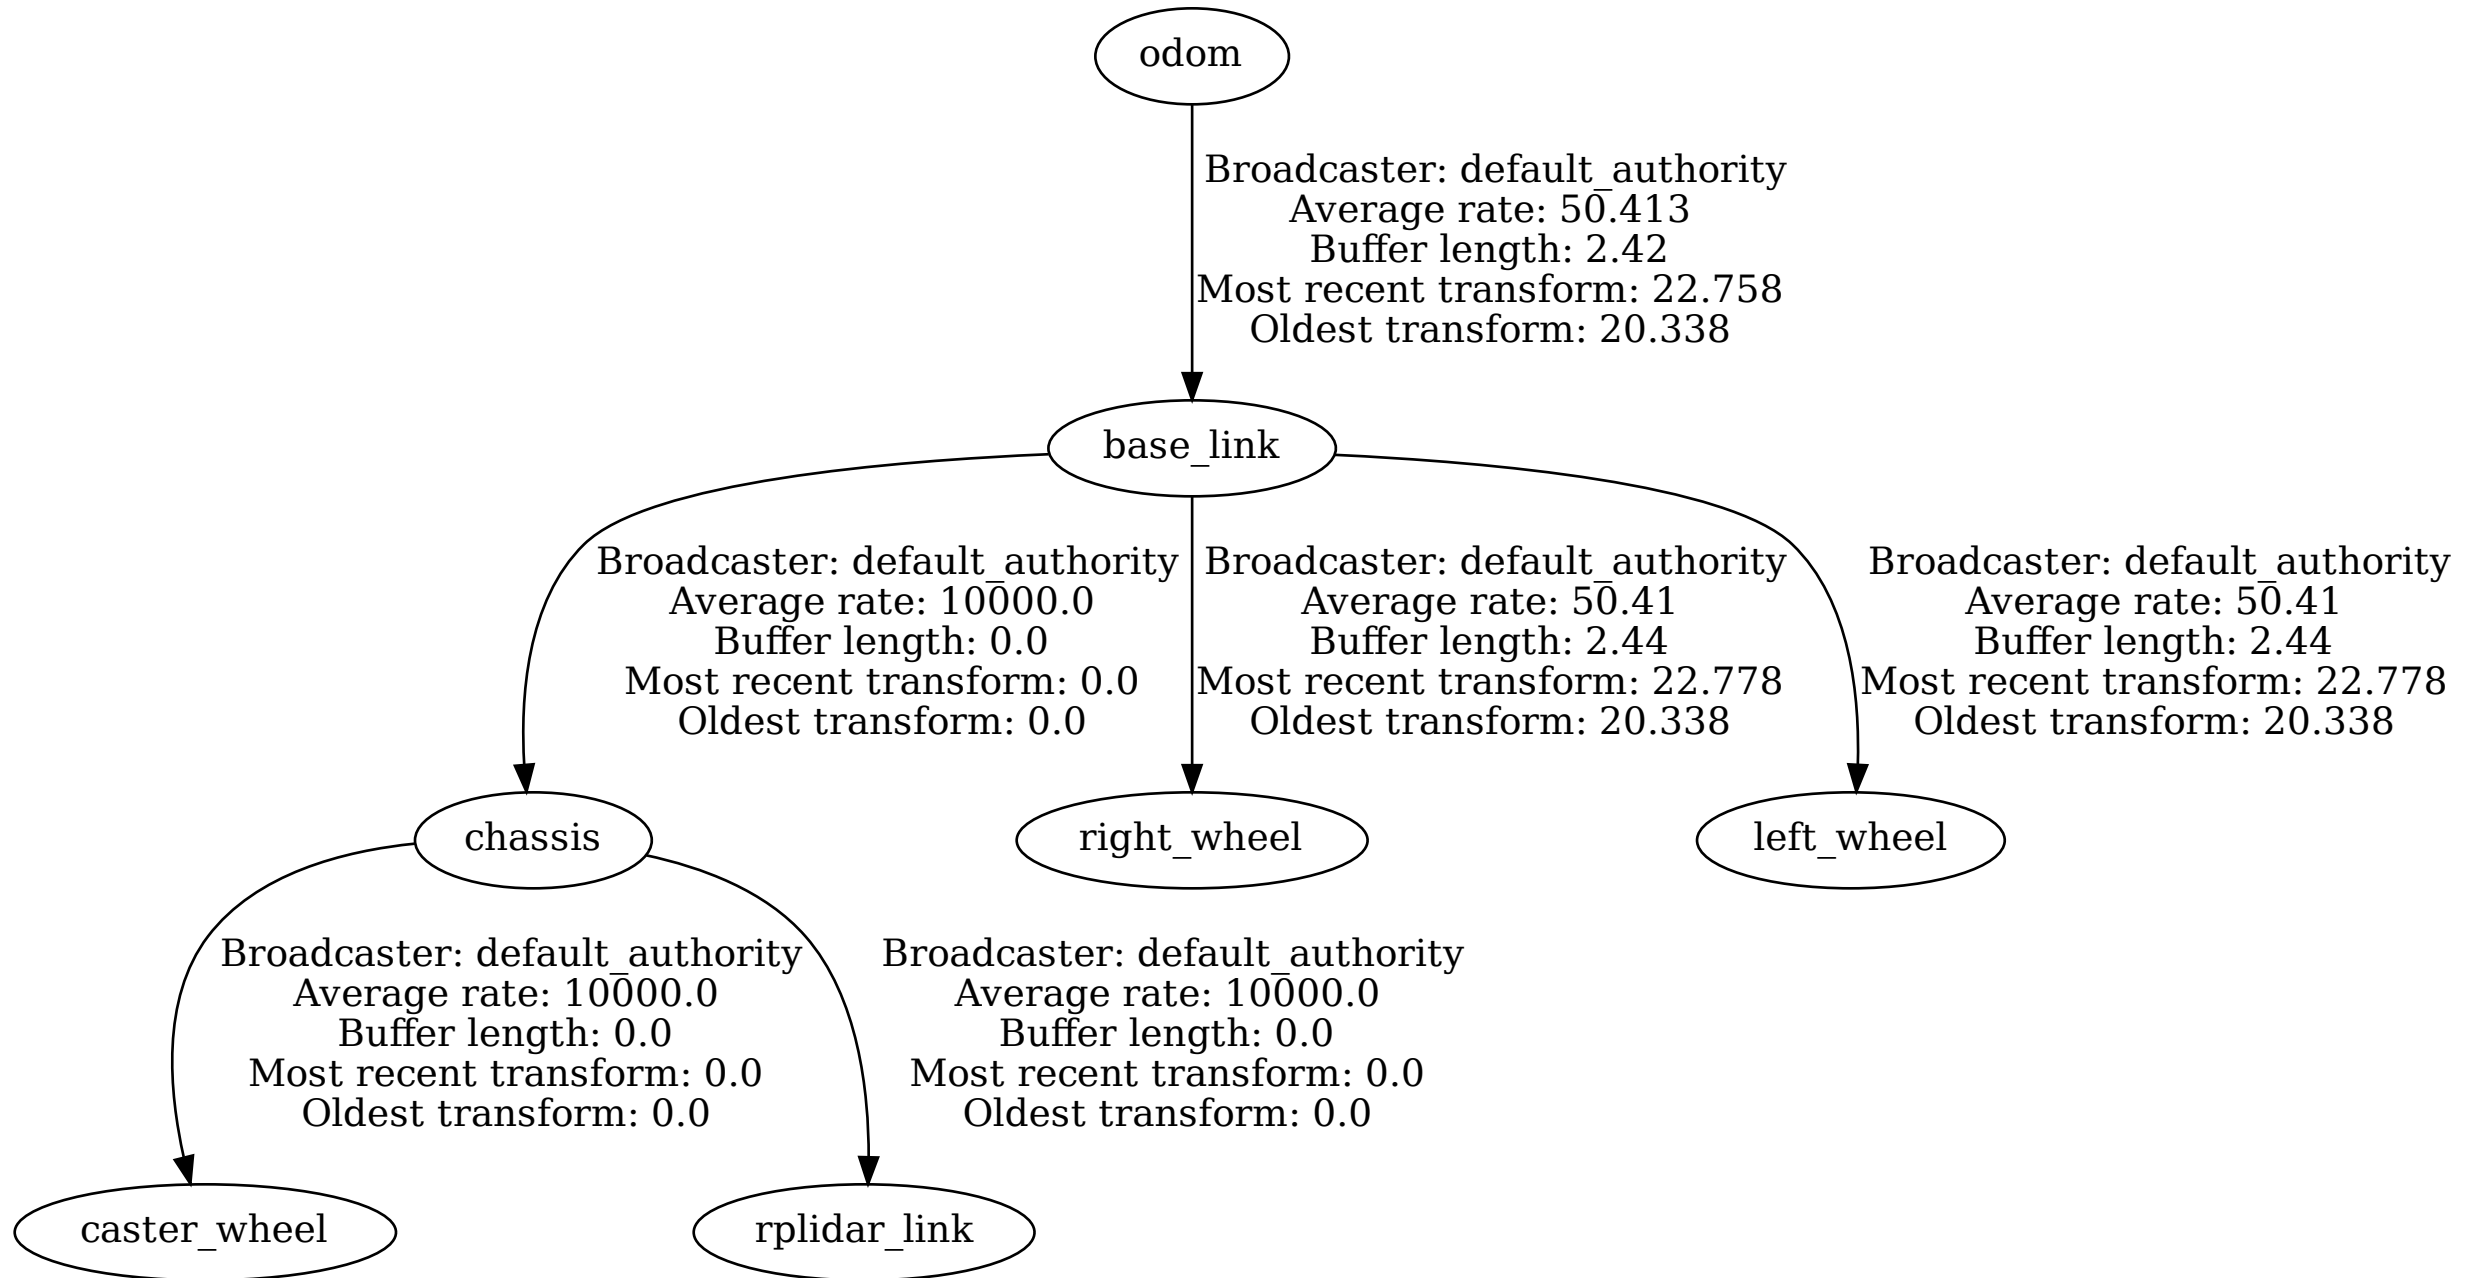 odom
Broadcaster: default_authority
Average rate: 50.413
Buffer length: 2.42
Most recent transform: 22.758
Oldest transform: 20.338
base_link
Broadcaster: default_authority
Average rate: 10000.0
Buffer length: 0.0
Most recent transform: 0.0
Oldest transform: 0.0
Broadcaster: default_authority
Average rate: 50.41
Buffer length: 2.44
Most recent transform: 22.778
Oldest transform: 20.338
Broadcaster: default_authority
Average rate: 50.41
Buffer length: 2.44
Most recent transform: 22.778
Oldest transform: 20.338
chassis
right_wheel
left_wheel
Broadcaster: default_authority
Average rate: 10000.0
Buffer length: 0.0
Most recent transform: 0.0
Oldest transform: 0.0
Broadcaster: default_authority
Average rate: 10000.0
Buffer length: 0.0
Most recent transform: 0.0
Oldest transform: 0.0
caster_wheel
rplidar_link